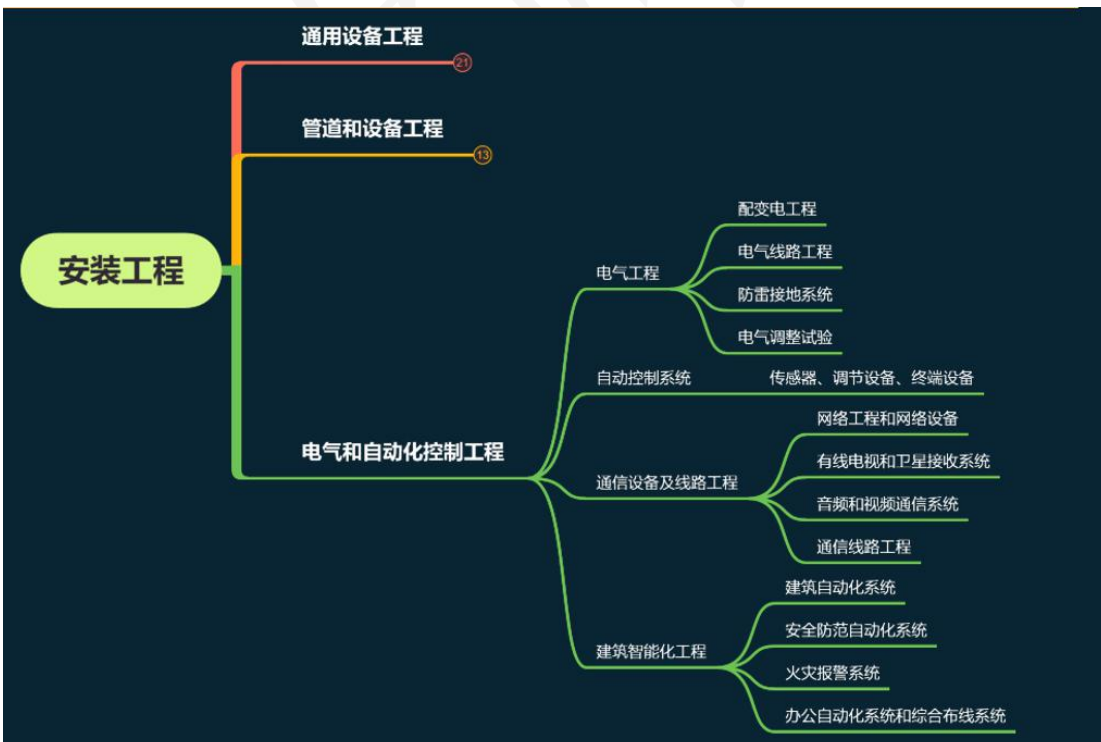 通用设备工程
21
管道和设备工程
13
安装工程
电气和自动化控制工程
电气工程
配变电工程
电气线路工程
防雷接地系统
电气调整试验
自动控制系统
传感器、调节设备、终端设备
通信设备及线路工程
网络工程和网络设备
有线电视和卫星接收系统
音频和视频通信系统
通信线路工程
建筑智能化工程
建筑自动化系统
安全防范自动化系统
火灾报警系统
办公自动化系统和综合布线系统